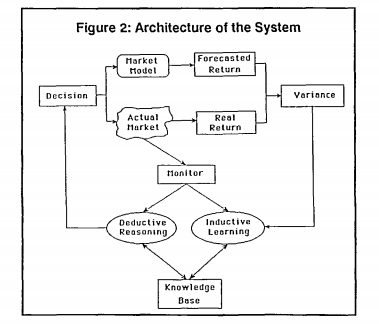 Figure 2: Architecture of the System
Market
Model
Forecasted
Return
Decision
Variance
Actual
Market
Real
Return
Monitor
Deductive
Reasoning
Inductive
Learning
Knowledge
Base